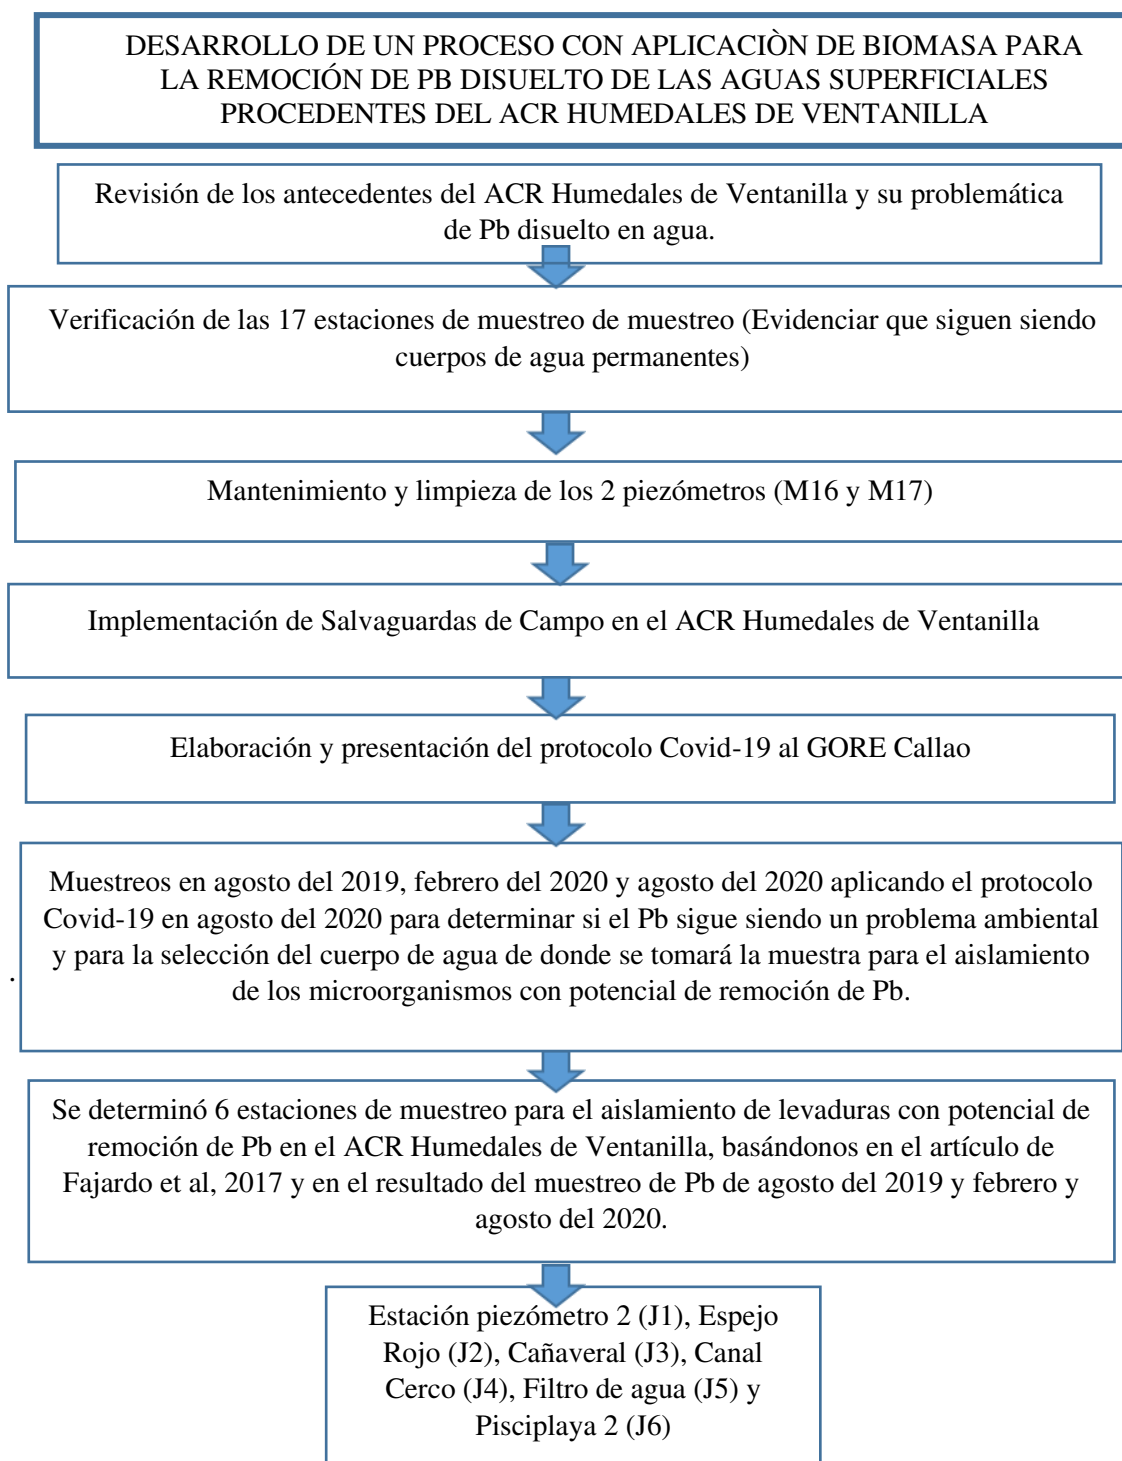 DESARROLLO DE UN PROCESO CON APLICACIÒN DE BIOMASA PARA
LA REMOCIÓN DE PB DISUELTO DE LAS AGUAS SUPERFICIALES
PROCEDENTES DEL ACR HUMEDALES DE VENTANILLA
Revisión de los antecedentes del ACR Humedales de Ventanilla y su problemática
de Pb disuelto en agua.
Verificación de las 17 estaciones de muestreo de muestreo (Evidenciar que siguen siendo
cuerpos de agua permanentes)
Mantenimiento y limpieza de los 2 piezómetros (M16 y M17)
Implementación de Salvaguardas de Campo en el ACR Humedales de Ventanilla
Elaboración y presentación del protocolo Covid-19 al GORE Callao
Muestreos en agosto del 2019, febrero del 2020 y agosto del 2020 aplicando el protocolo
Covid-19 en agosto del 2020 para determinar si el Pb sigue siendo un problema ambiental
y para la selección del cuerpo de agua de donde se tomará la muestra para el aislamiento
.
de los microorganismos con potencial de remoción de Pb.
Se determinó 6 estaciones de muestreo para el aislamiento de levaduras con potencial de
remoción de Pb en el ACR Humedales de Ventanilla, basándonos en el artículo de
Fajardo et al, 2017 y en el resultado del muestreo de Pb de agosto del 2019 y febrero y
agosto del 2020.
Estación piezómetro 2 (J1), Espejo
Rojo (J2), Cañaveral (J3), Canal
Cerco (J4), Filtro de agua (J5) y
Pisciplaya 2 (J6)